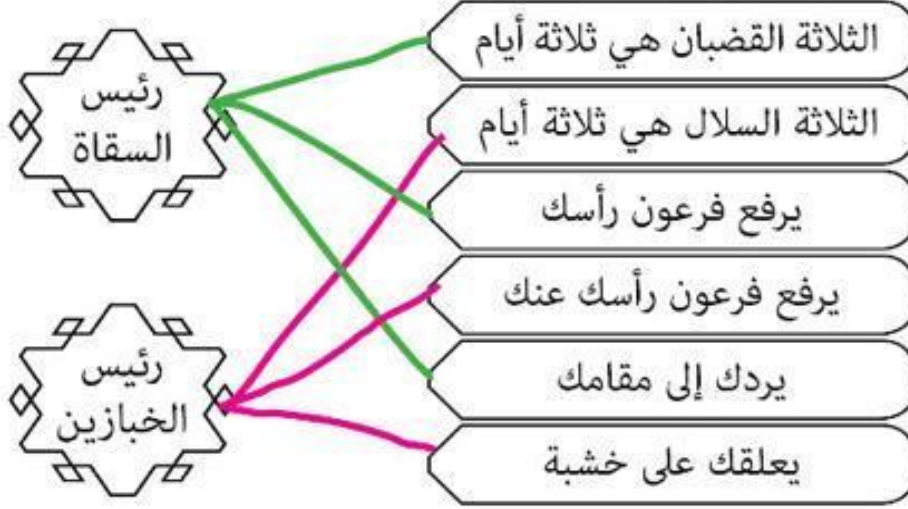 الثلاثة القضبان هي ثلاثة أيام
رئيس
السقاة
الثلاثة السلال هي ثلاثة أيام
يرفع فرعون رأسك
يرفع فرعون رأسك عنك
رئيس
الخبازين
يردك إلى مقامك
يعلقك على خشبة